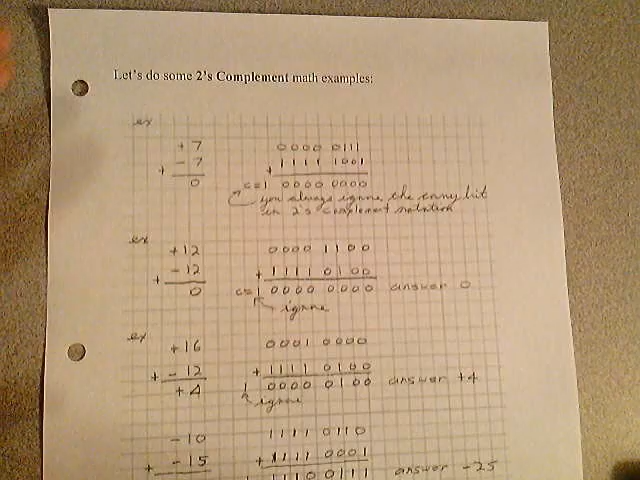 Let's do some 2's Complement math examples:
ex
+7 0000 0111
+ -7 + 1111 1001
0 c=1 0000 0000
you always ignore the carry bit
in 2's complement notation
ex
+12 0000 1100
+ -12 + 1111 0100
0 c=1 0000 0000 answer 0
ignore
ex
+16 0001 0000
+ -12 + 1111 0100
+4 1 0000 0100 answer +4
ignore
-10 1111 0110
+ -15 + 1111 0001
1 1110 0111 answer -25